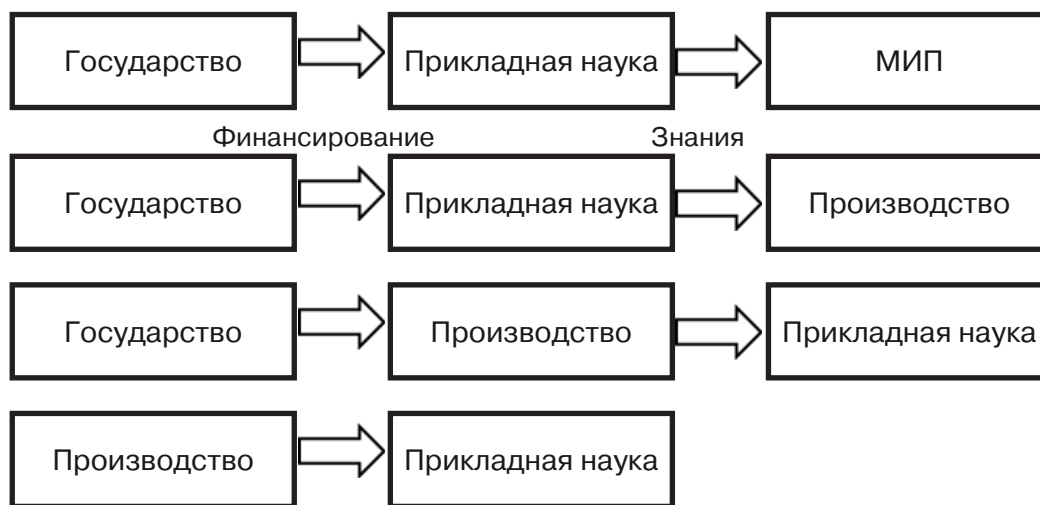 Государство Прикладная наука МИП
Финансирование Знания
Государство Прикладная наука Производство
Государство Производство Прикладная наука
Производство Прикладная наука